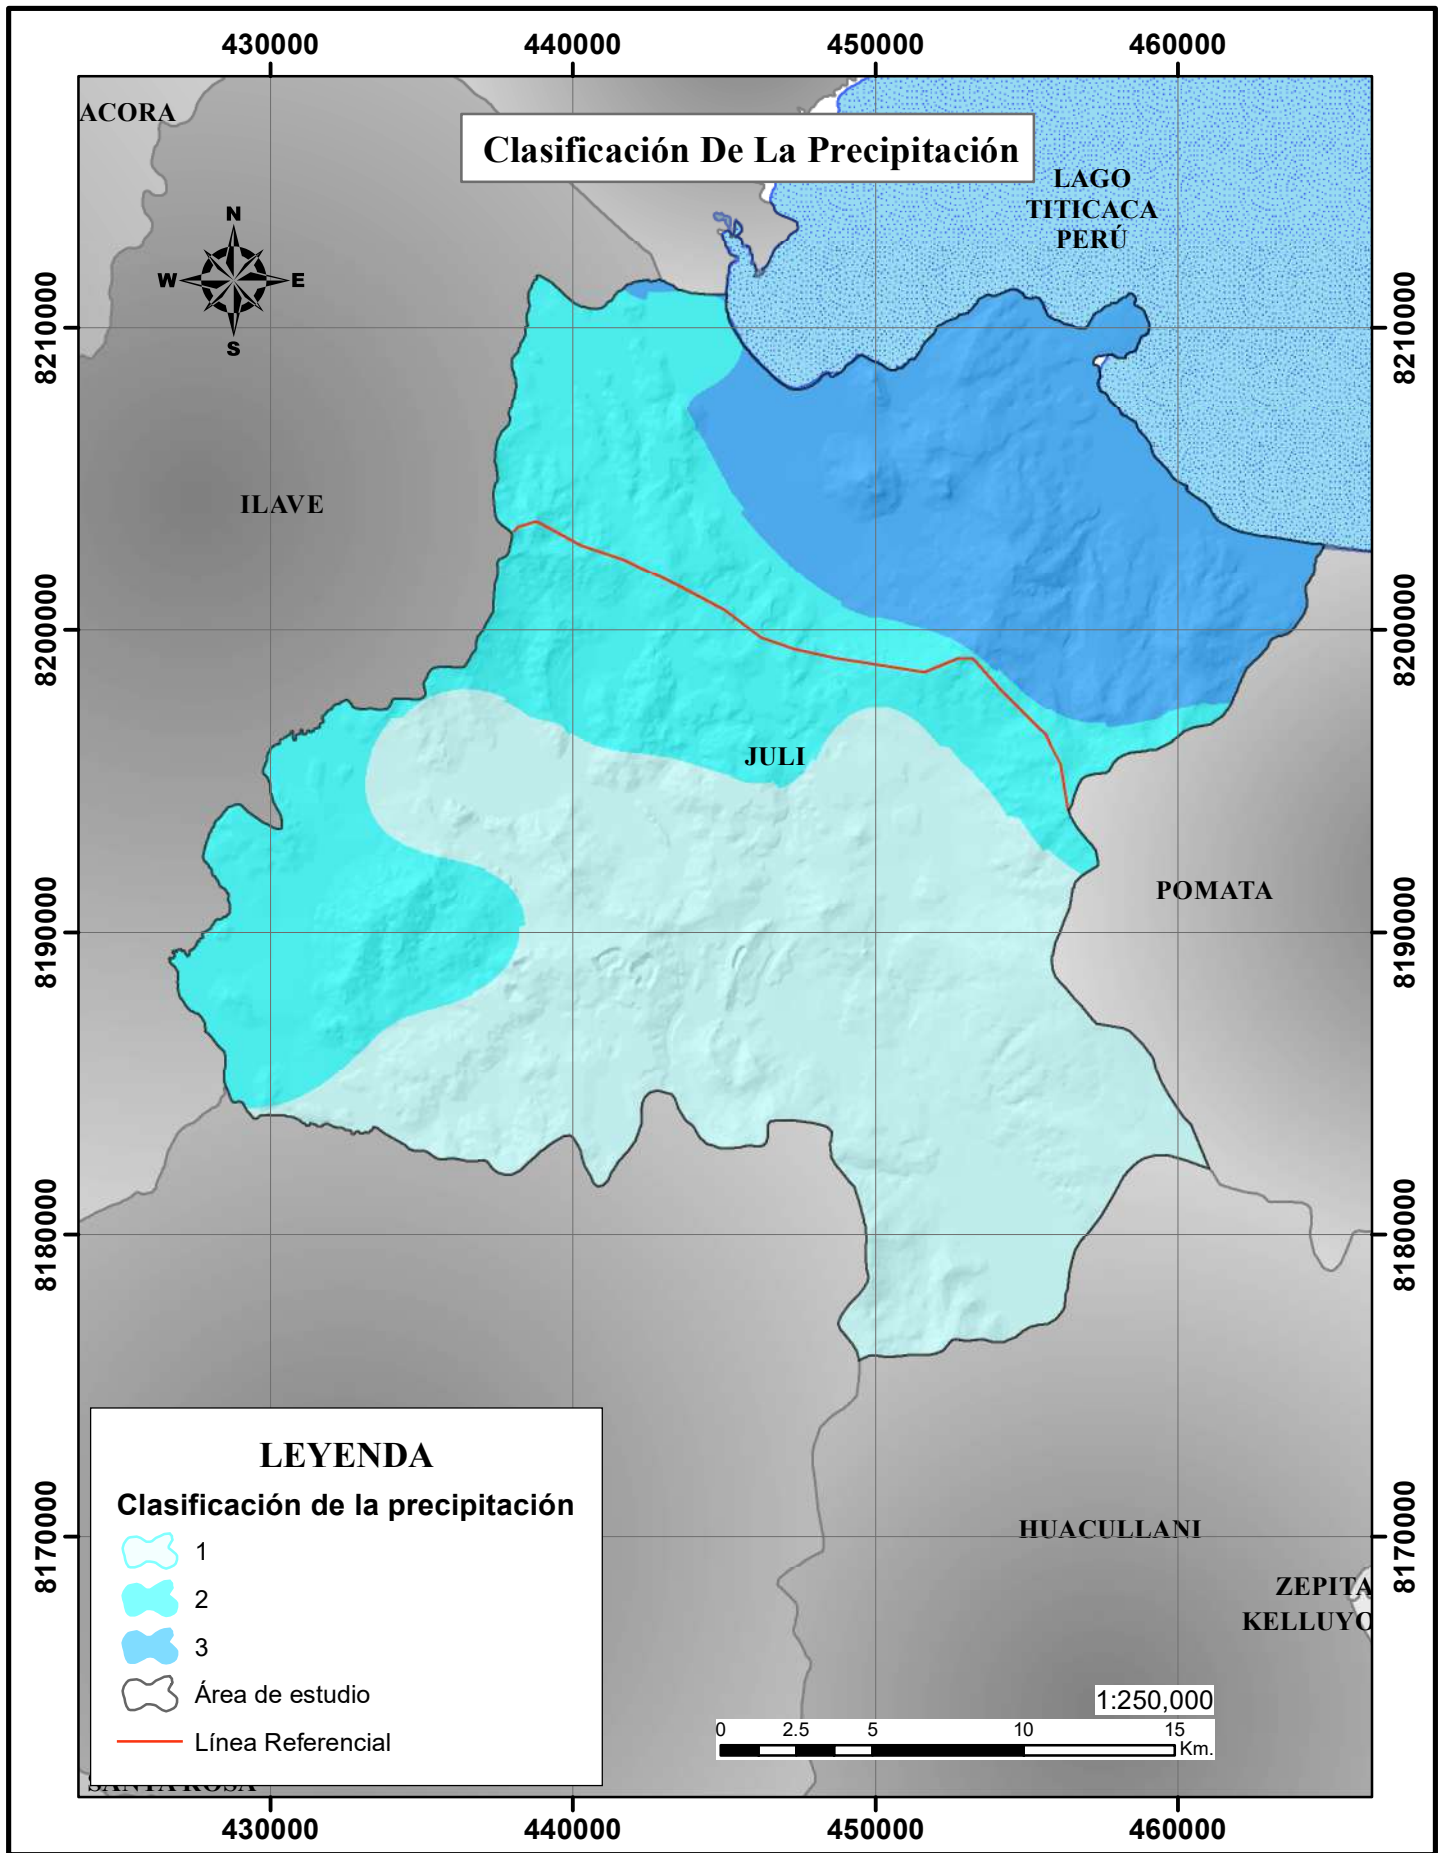 430000 440000 450000 460000
ACORA
Clasificación De La Precipitación
LAGO
TITICACA
PERÚ
N
W E
S
8210000 8210000
ILAVE
8200000 8200000
JULI
POMATA
8190000 8190000
8180000 8180000
LEYENDA
Clasificación de la precipitación
1
2
3
Área de estudio
Línea Referencial
8170000 8170000
HUACULLANI
ZEPITA
KELLUYO
1:250,000
0 2.5 5 10 15
Km.
SANTA ROSA
430000 440000 450000 460000